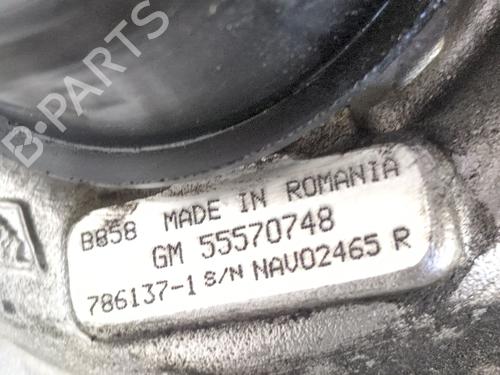 B-PARTS
B858 MADE IN ROMANIA
GM 55570748
786137-1 S/N NAV02465 R